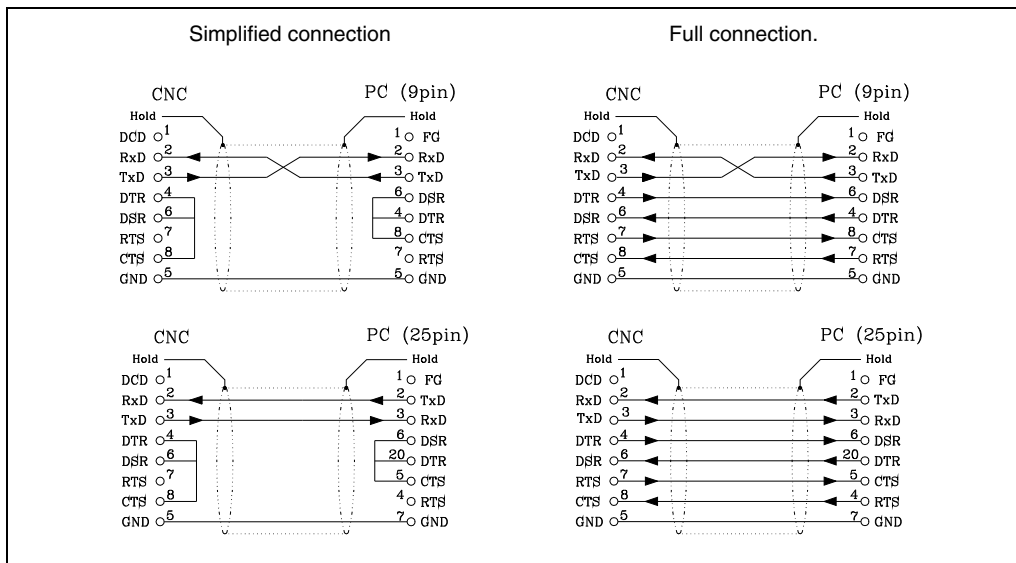 Simplified connection
Full connection.
CNC
PC (9pin)
Hold
Hold
DCD 1
1 FG
RxD 2
2 RxD
TxD 3
3 TxD
DTR 4
6 DSR
DSR 6
4 DTR
RTS 7
8 CTS
CTS 8
7 RTS
GND 5
5 GND
CNC
PC (9pin)
Hold
Hold
DCD 1
1 FG
RxD 2
2 RxD
TxD 3
3 TxD
DTR 4
6 DSR
DSR 6
4 DTR
RTS 7
8 CTS
CTS 8
7 RTS
GND 5
5 GND
CNC
PC (25pin)
Hold
Hold
DCD 1
1 FG
RxD 2
2 TxD
TxD 3
3 RxD
DTR 4
6 DSR
DSR 6
20 DTR
RTS 7
5 CTS
CTS 8
4 RTS
GND 5
7 GND
CNC
PC (25pin)
Hold
Hold
DCD 1
1 FG
RxD 2
2 TxD
TxD 3
3 RxD
DTR 4
6 DSR
DSR 6
20 DTR
RTS 7
5 CTS
CTS 8
4 RTS
GND 5
7 GND